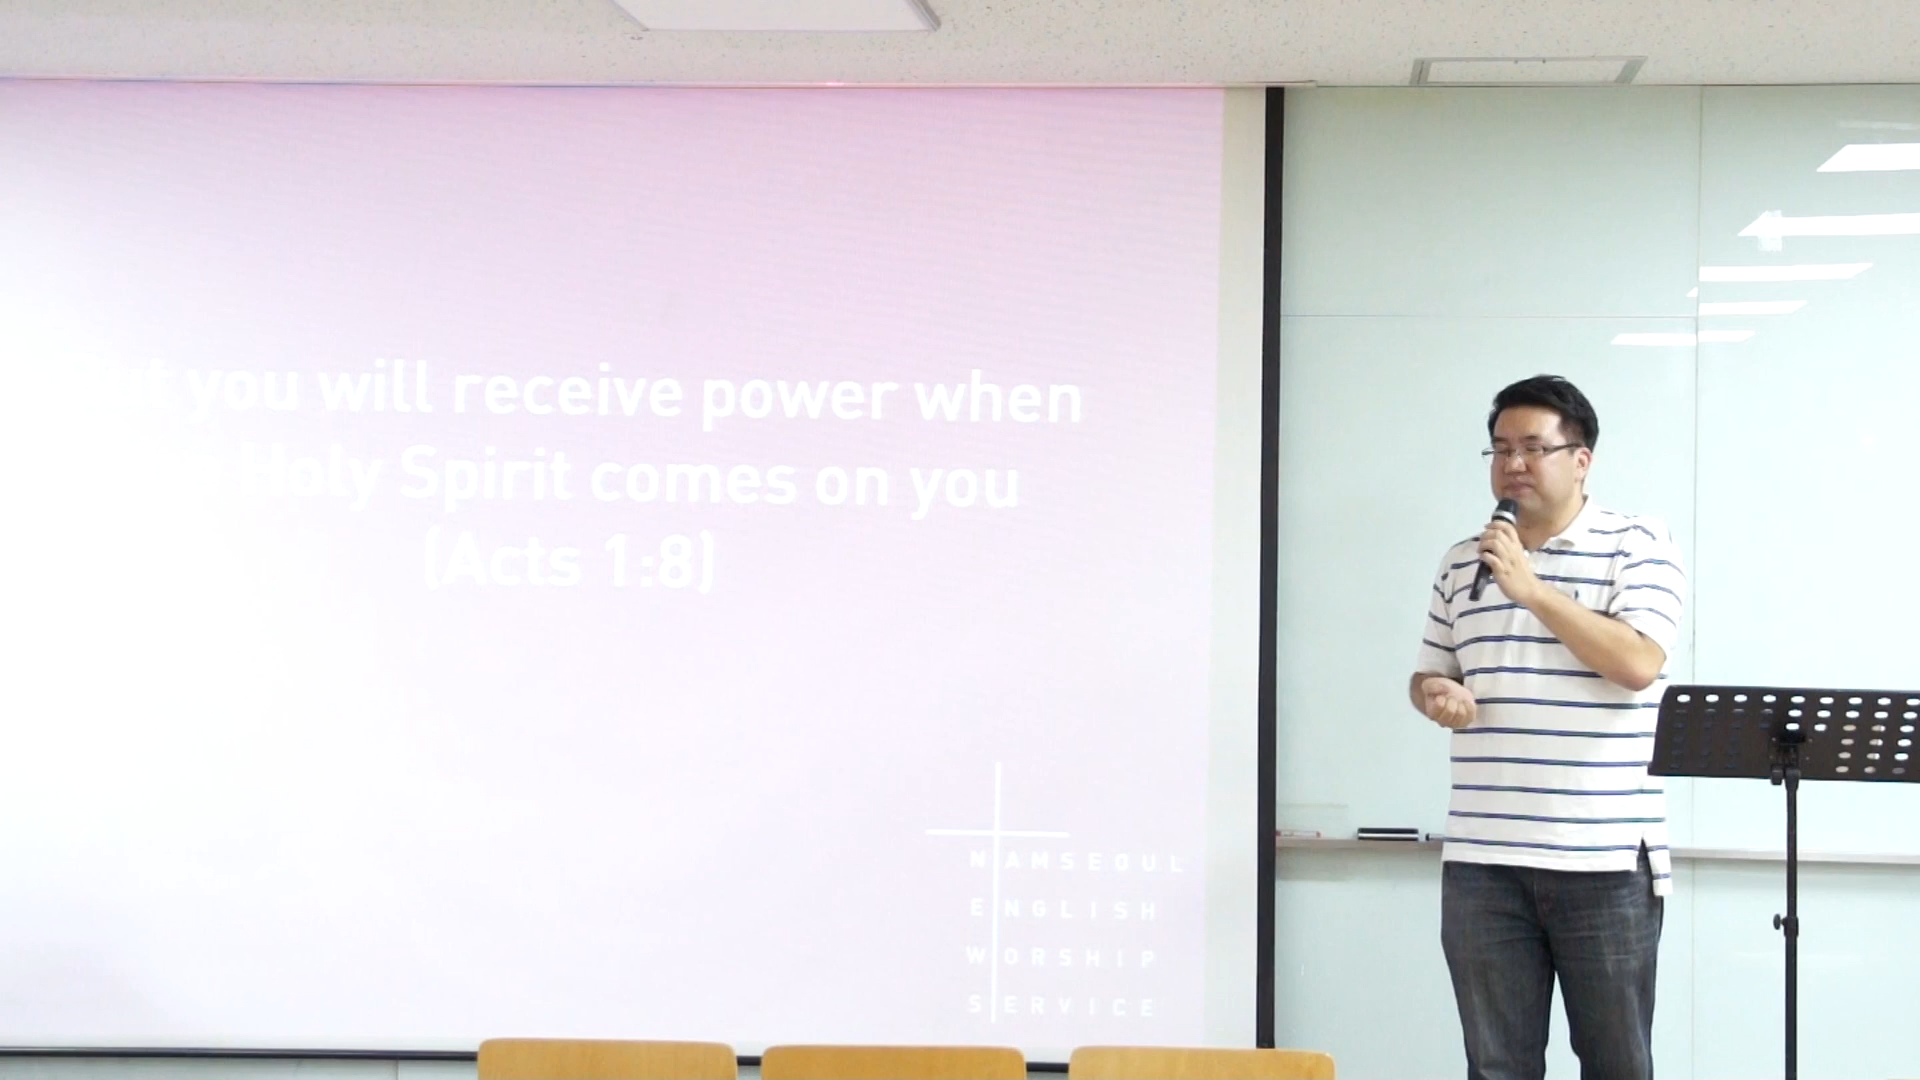 you will receive power when
Holy Spirit comes on you
(Acts 1:8)
NAMSEOUL
ENGLISH
WORSHIP
SERVICE